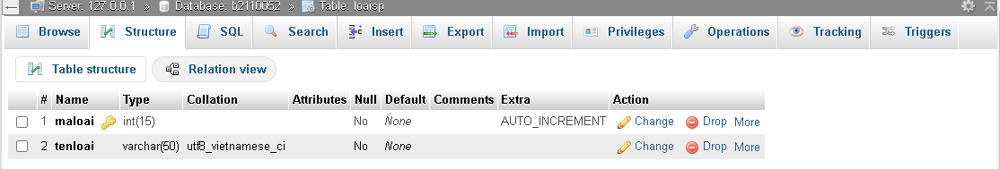 Server: 127.0.0.1 » Database: b2110052 » Table: loaisp
Browse Structure SQL Search Insert Export Import Privileges Operations Tracking Triggers
Table structure Relation view
# Name Type Collation Attributes Null Default Comments Extra Action
1 maloai int(15) No None AUTO_INCREMENT Change Drop More
2 tenloai varchar(50) utf8_vietnamese_ci No None Change Drop More